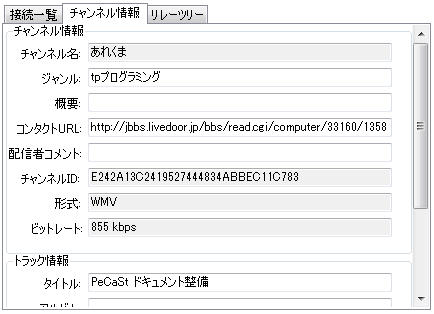 接続一覧 チャンネル情報 リレーツリー
チャンネル情報
チャンネル名: あれくま
ジャンル: tpプログラミング
概要:
コンタクトURL: http://jbbs.livedoor.jp/bbs/read.cgi/computer/33160/1358
配信者コメント:
チャンネルID: E242A13C2419527444834ABBEC11C783
形式: WMV
ビットレート: 855 kbps
トラック情報
タイトル: PeCaSt ドキュメント整備